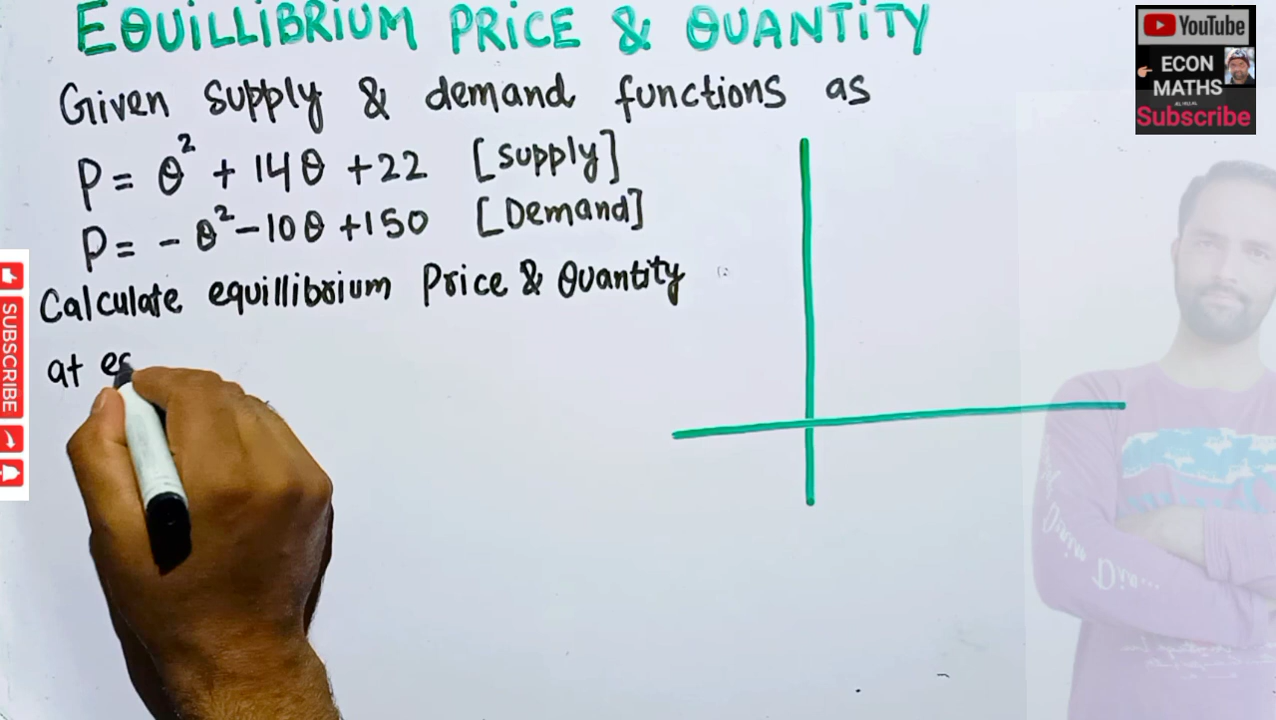 EQUILLIBRIUM PRICE & QUANTITY
Given supply & demand functions as
P = Q² + 14Q + 22 [supply]
P = - Q² - 10Q + 150 [Demand]
Calculate equillibrium Price & Quantity
at
YouTube
ECON
MATHS
Subscribe
SUBSCRIBE